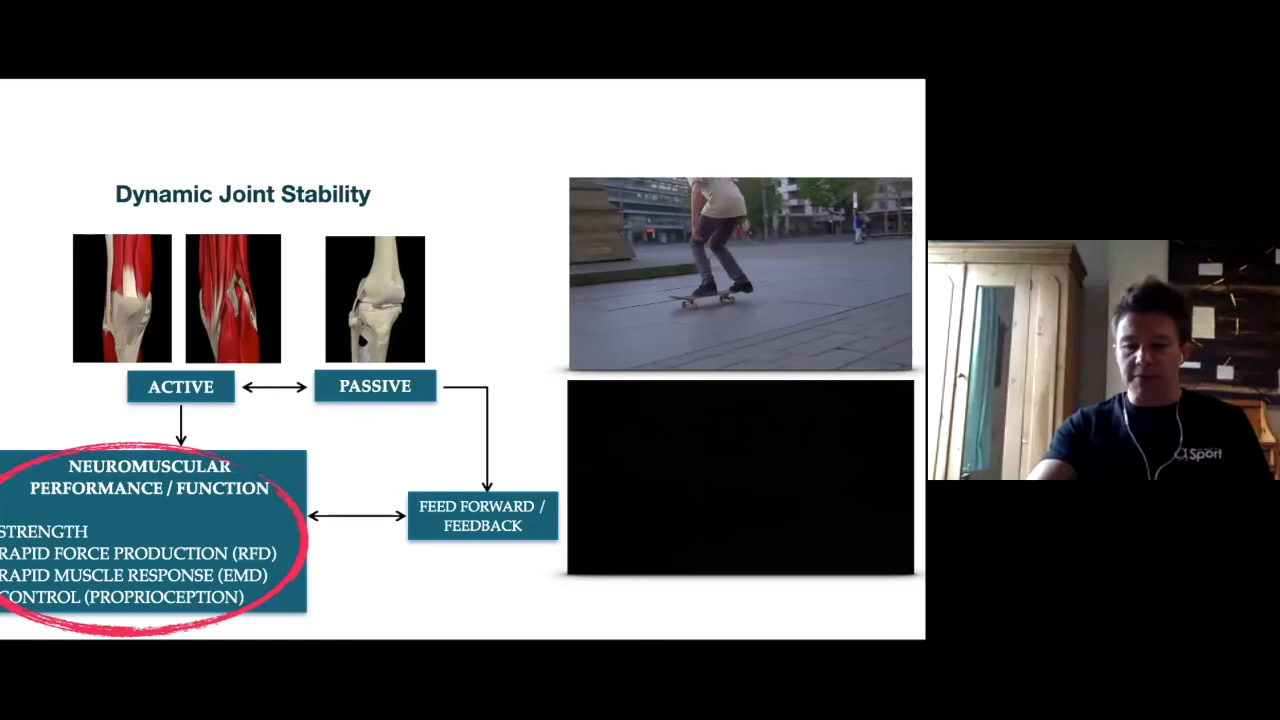 Dynamic Joint Stability
ACTIVE
PASSIVE
NEUROMUSCULAR
PERFORMANCE / FUNCTION
STRENGTH
RAPID FORCE PRODUCTION (RFD)
RAPID MUSCLE RESPONSE (EMD)
CONTROL (PROPRIOCEPTION)
FEED FORWARD /
FEEDBACK
Sport